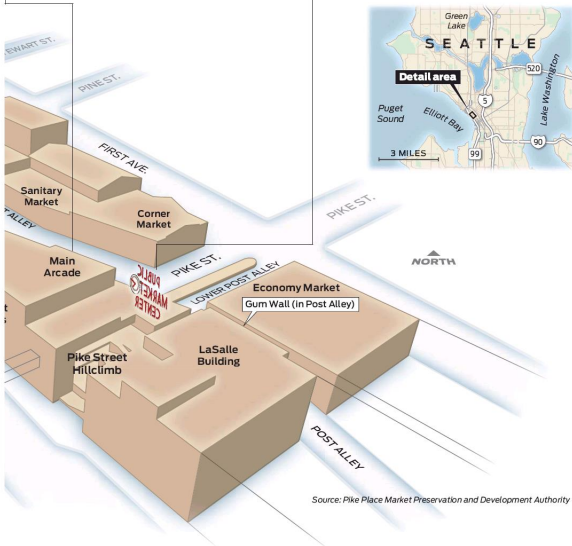 Green
Lake
SEATTLE
520
Detail area
5
Lake Washington
Puget
Sound
Elliott Bay
90
3 MILES
99
EWART ST.
PINE ST.
FIRST AVE.
Sanitary
Market
Corner
Market
PIKE ST.
T ALLEY
Main
Arcade
PIKE ST.
NORTH
PUBLIC
MARKET
CENTER
LOWER POST ALLEY
Economy Market
Gum Wall (in Post Alley)
t
s
Pike Street
Hillclimb
LaSalle
Building
POST ALLEY
Source: Pike Place Market Preservation and Development Authority